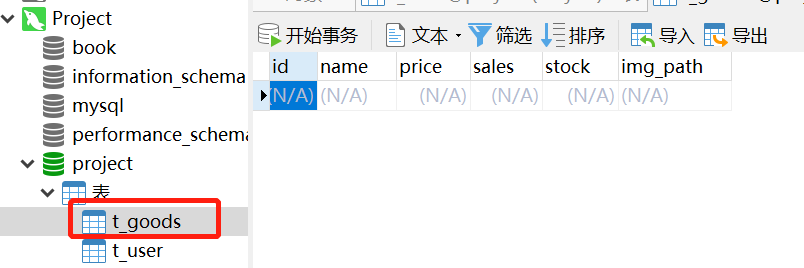 Project
book
information_schema
mysql
performance_schema
project
表
t_goods
t_user
开始事务 文本 筛选 排序 导入 导出
id name price sales stock img_path
(N/A) (N/A) (N/A) (N/A) (N/A) (N/A)